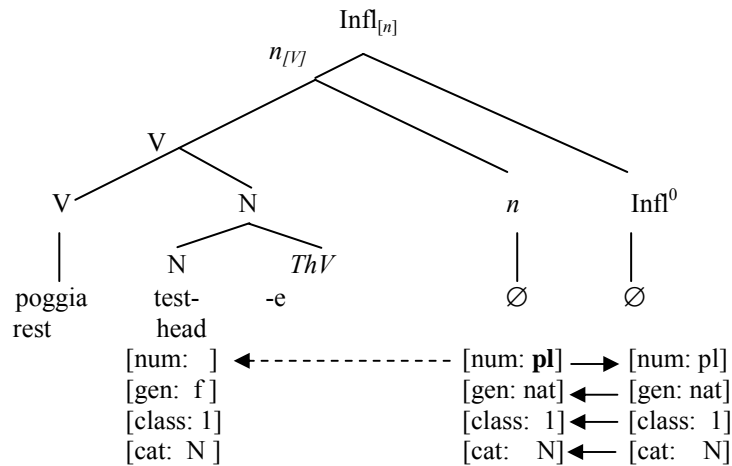 Infl[n]
n[V]
V
V N n Infl⁰
N ThV
poggia test- -e ∅ ∅
rest head
[num: ] [num: pl] [num: pl]
[gen: f ] [gen: nat] [gen: nat]
[class: 1] [class: 1] [class: 1]
[cat: N ] [cat: N] [cat: N]